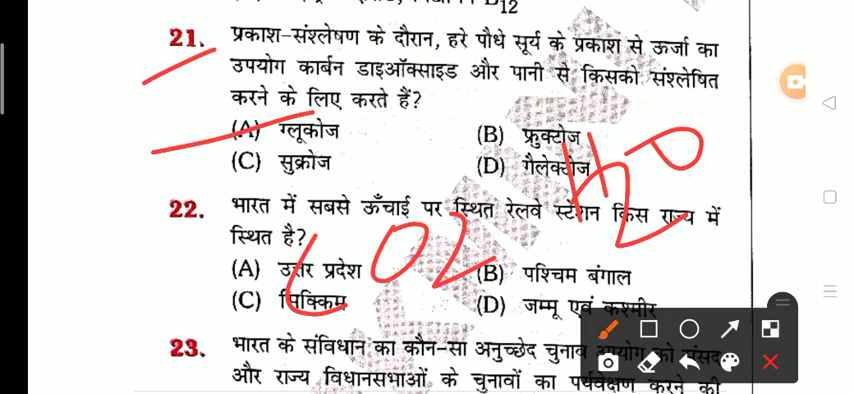 B12
21. प्रकाश-संश्लेषण के दौरान, हरे पौधे सूर्य के प्रकाश से ऊर्जा का
उपयोग कार्बन डाइऑक्साइड और पानी से किसको संश्लेषित
करने के लिए करते हैं?
(A) ग्लूकोज (B) फ्रुक्टोज
(C) सुक्रोज (D) गैलेक्टोज
H2O
22. भारत में सबसे ऊँचाई पर स्थित रेलवे स्टेशन किस राज्य में
स्थित है?
CO2
(A) उत्तर प्रदेश (B) पश्चिम बंगाल
(C) सिक्किम (D) जम्मू एवं कश्मीर
23. भारत के संविधान का कौन-सा अनुच्छेद चुनाव आयोग को संसद
और राज्य विधानसभाओं के चुनावों का पर्यवेक्षण करने की